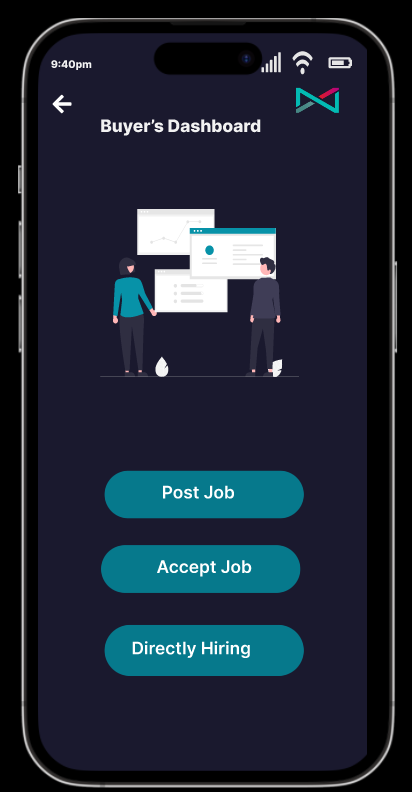 9:40pm
Buyer's Dashboard
Post Job
Accept Job
Directly Hiring